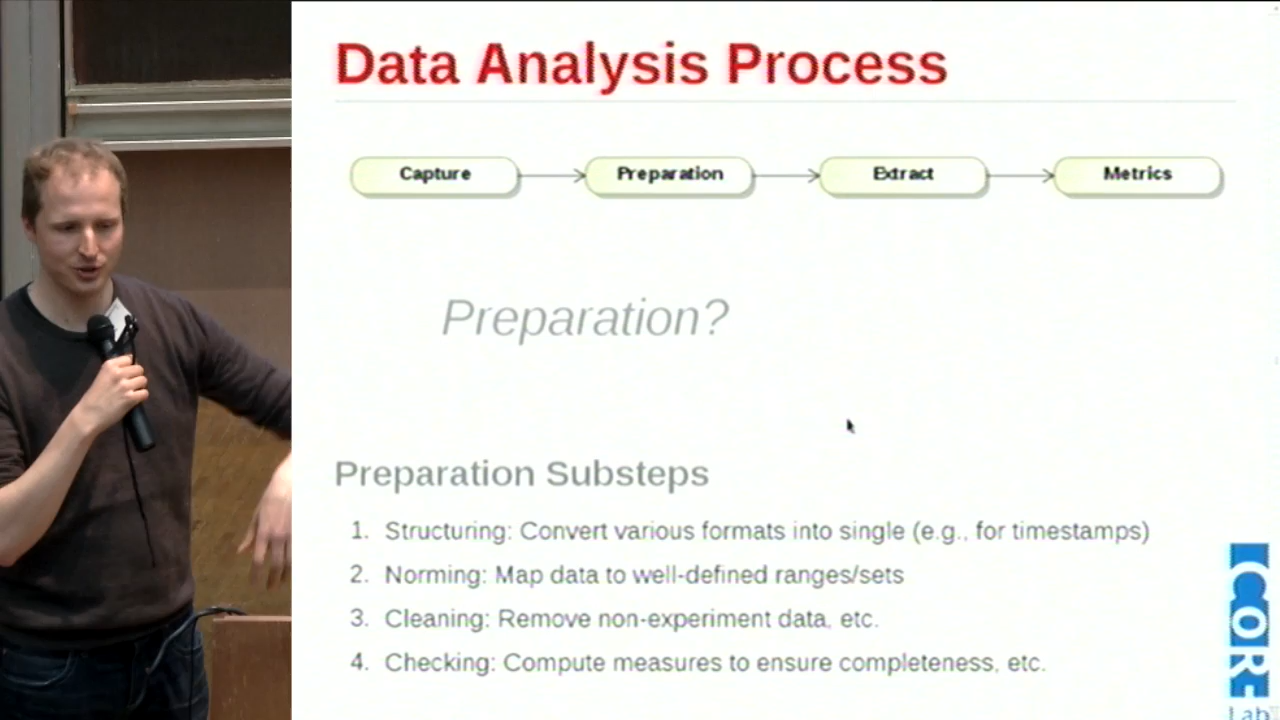 Data Analysis Process
Capture
Preparation
Extract
Metrics
Preparation?
Preparation Substeps
1. Structuring: Convert various formats into single (e.g., for timestamps)
2. Norming: Map data to well-defined ranges/sets
3. Cleaning: Remove non-experiment data, etc.
4. Checking: Compute measures to ensure completeness, etc.
Lab